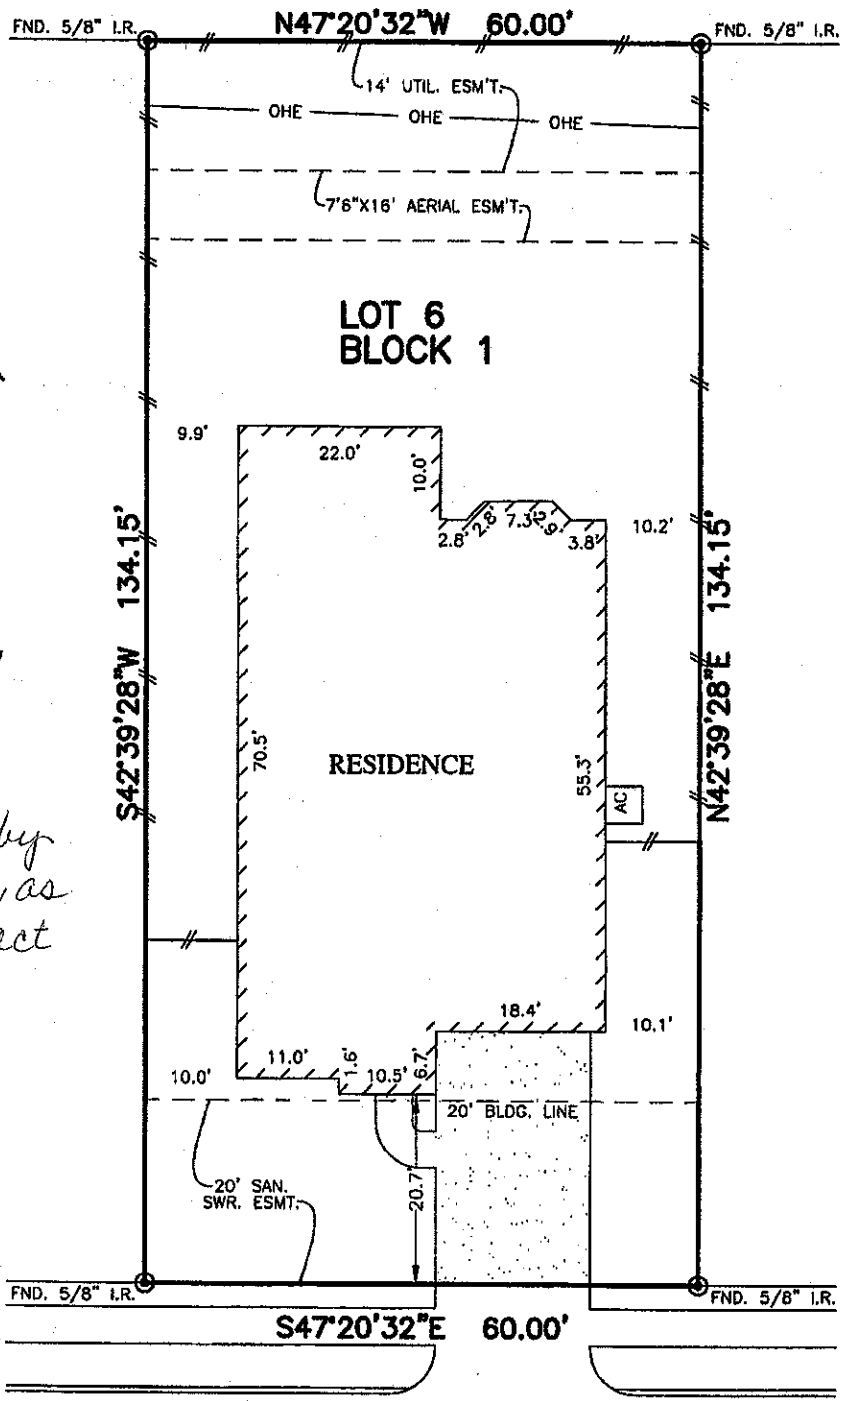 N47°20'32"W 60.00'
FND. 5/8" I.R.
FND. 5/8" I.R.
14' UTIL. ESM'T.
OHE OHE OHE
7'6"X16' AERIAL ESM'T.
LOT 6
BLOCK 1
9.9'
22.0'
10.0'
2.8'
2.8'
7.3'
2.9'
3.8'
10.2'
S42°39'28"W 134.15'
N42°39'28"E 134.15'
70.5'
RESIDENCE
55.3'
AC
by
as
ect
18.4'
10.1'
11.0'
1.6'
10.5'
6.7'
10.0'
20' BLDG. LINE
20' SAN.
SWR. ESMT.
20.7'
FND. 5/8" I.R.
FND. 5/8" I.R.
S47°20'32"E 60.00'